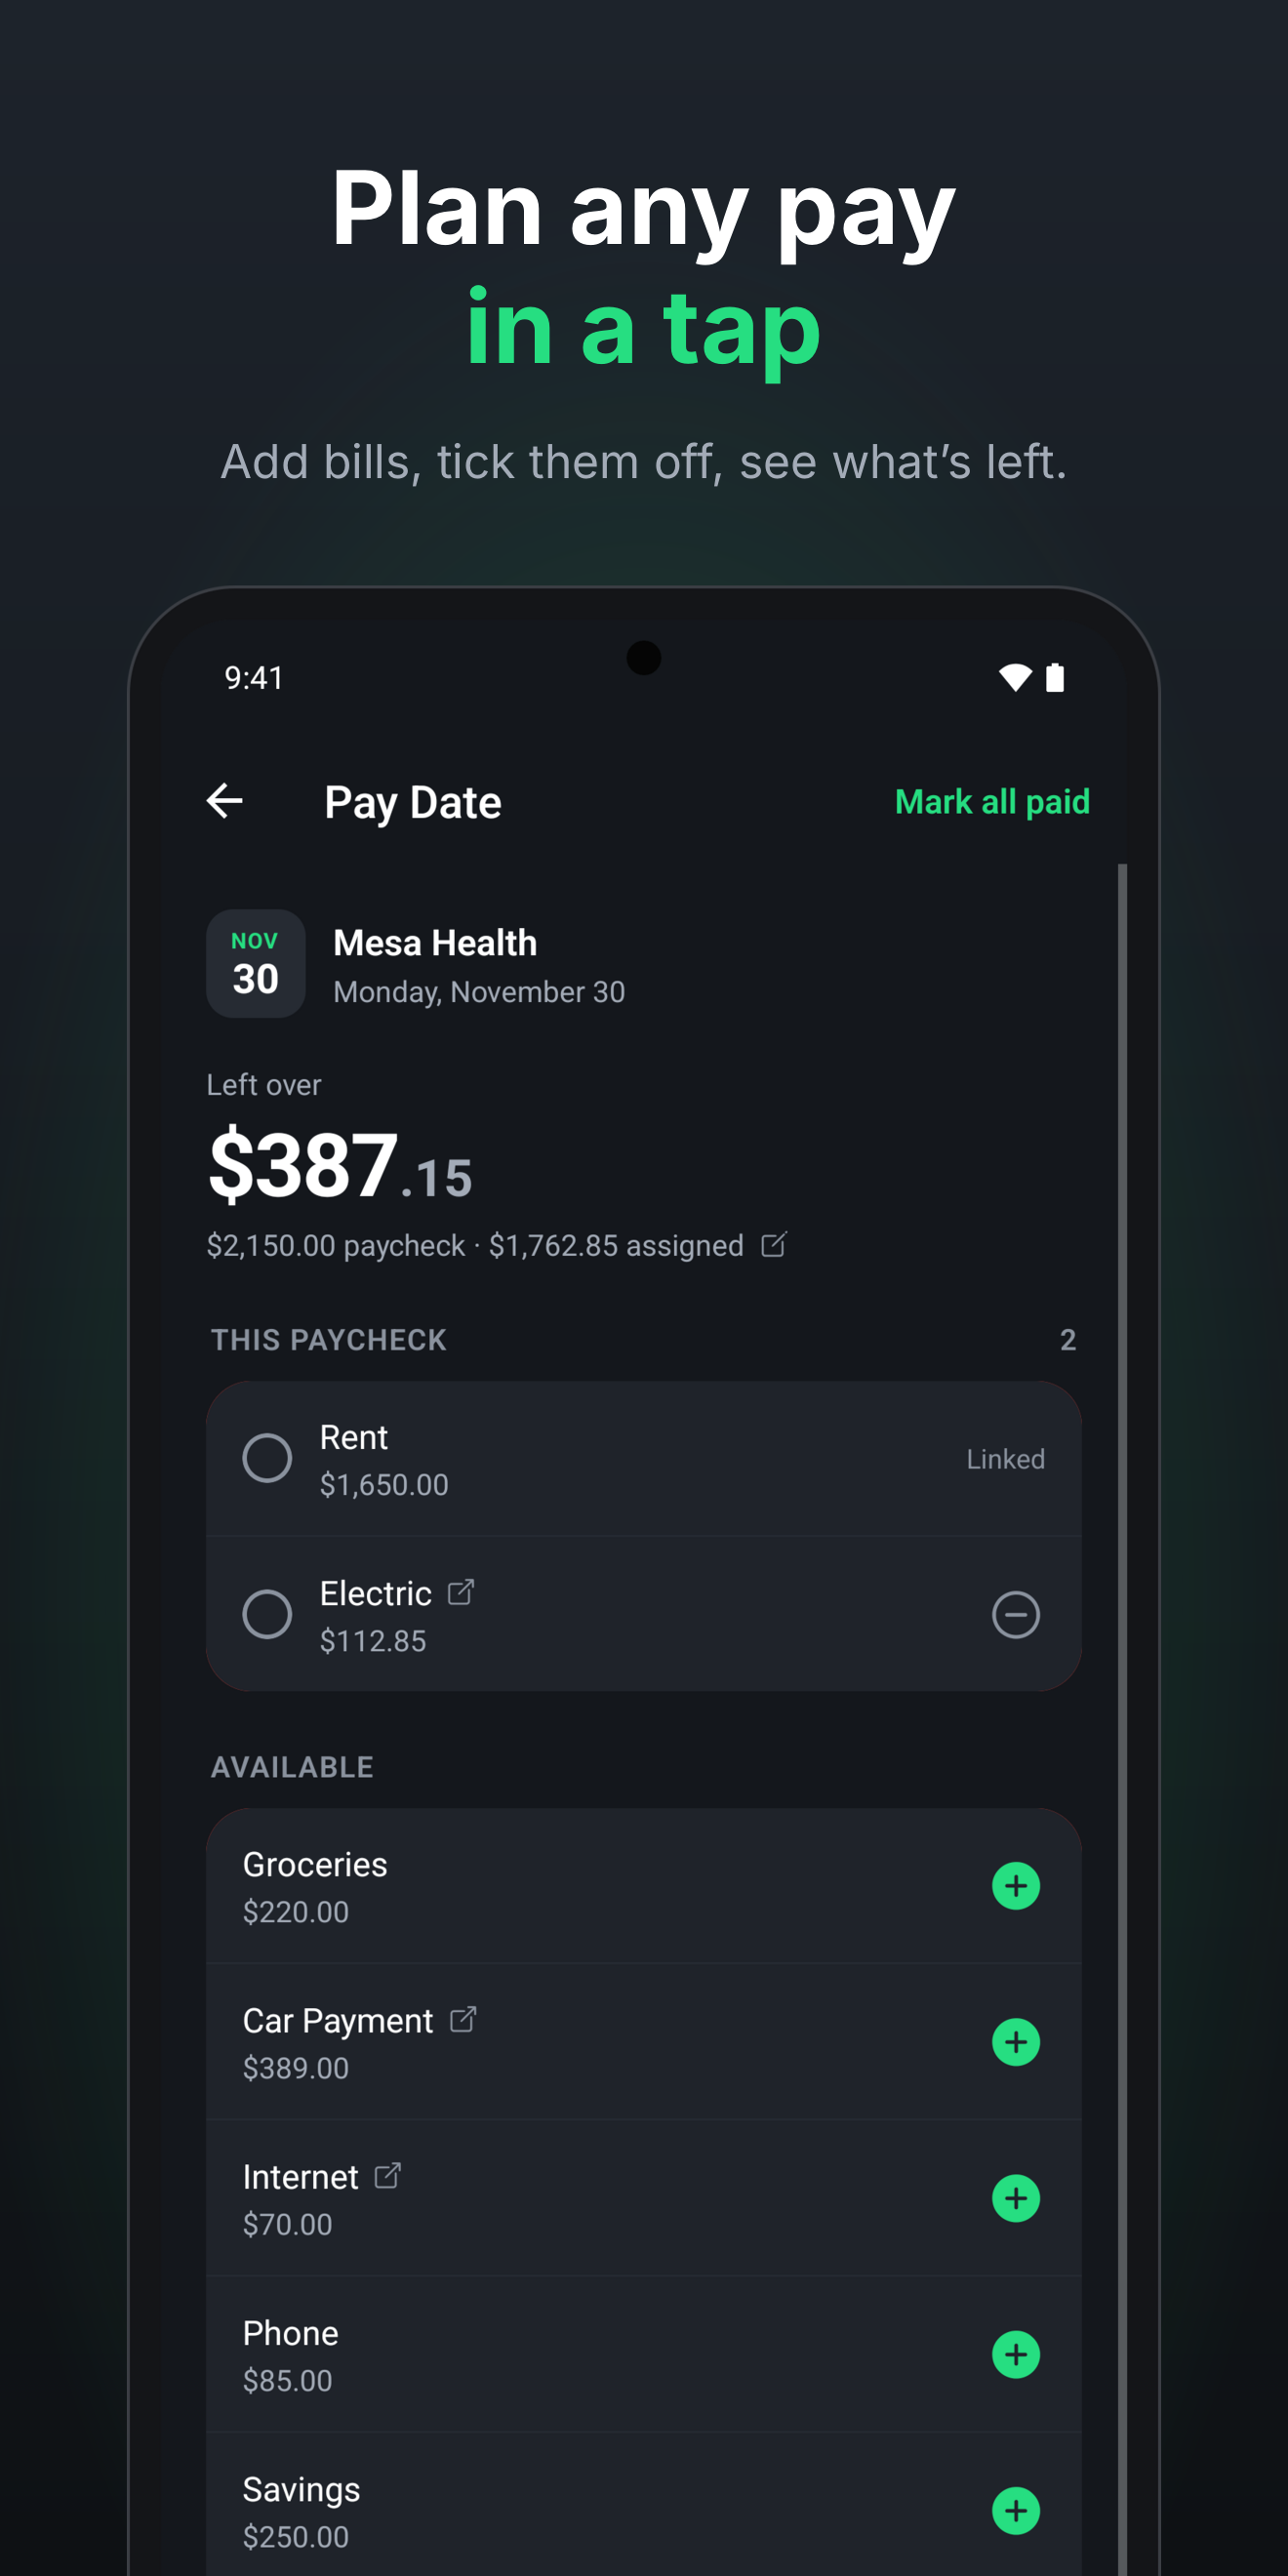 Plan any pay
in a tap
Add bills, tick them off, see what’s left.
9:41
Pay Date
Mark all paid
NOV
30
Mesa Health
Monday, November 30
Left over
$387.15
$2,150.00 paycheck · $1,762.85 assigned
THIS PAYCHECK
2
Rent
$1,650.00
Linked
Electric
$112.85
AVAILABLE
Groceries
$220.00
Car Payment
$389.00
Internet
$70.00
Phone
$85.00
Savings
$250.00